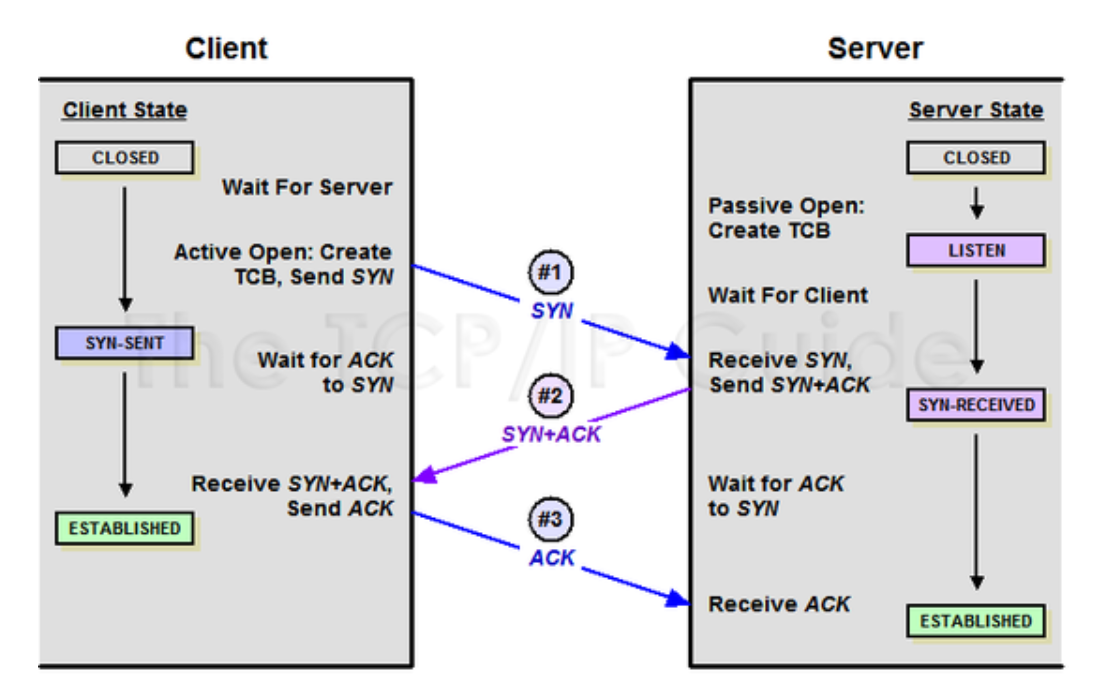 Client
Server
Client State
CLOSED
Wait For Server
Active Open: Create
TCB, Send SYN
SYN-SENT
Wait for ACK
to SYN
Receive SYN+ACK,
Send ACK
ESTABLISHED
#1
SYN
#2
SYN+ACK
#3
ACK
Server State
CLOSED
Passive Open:
Create TCB
LISTEN
Wait For Client
Receive SYN,
Send SYN+ACK
SYN-RECEIVED
Wait for ACK
to SYN
Receive ACK
ESTABLISHED
The TCP/IP Guide